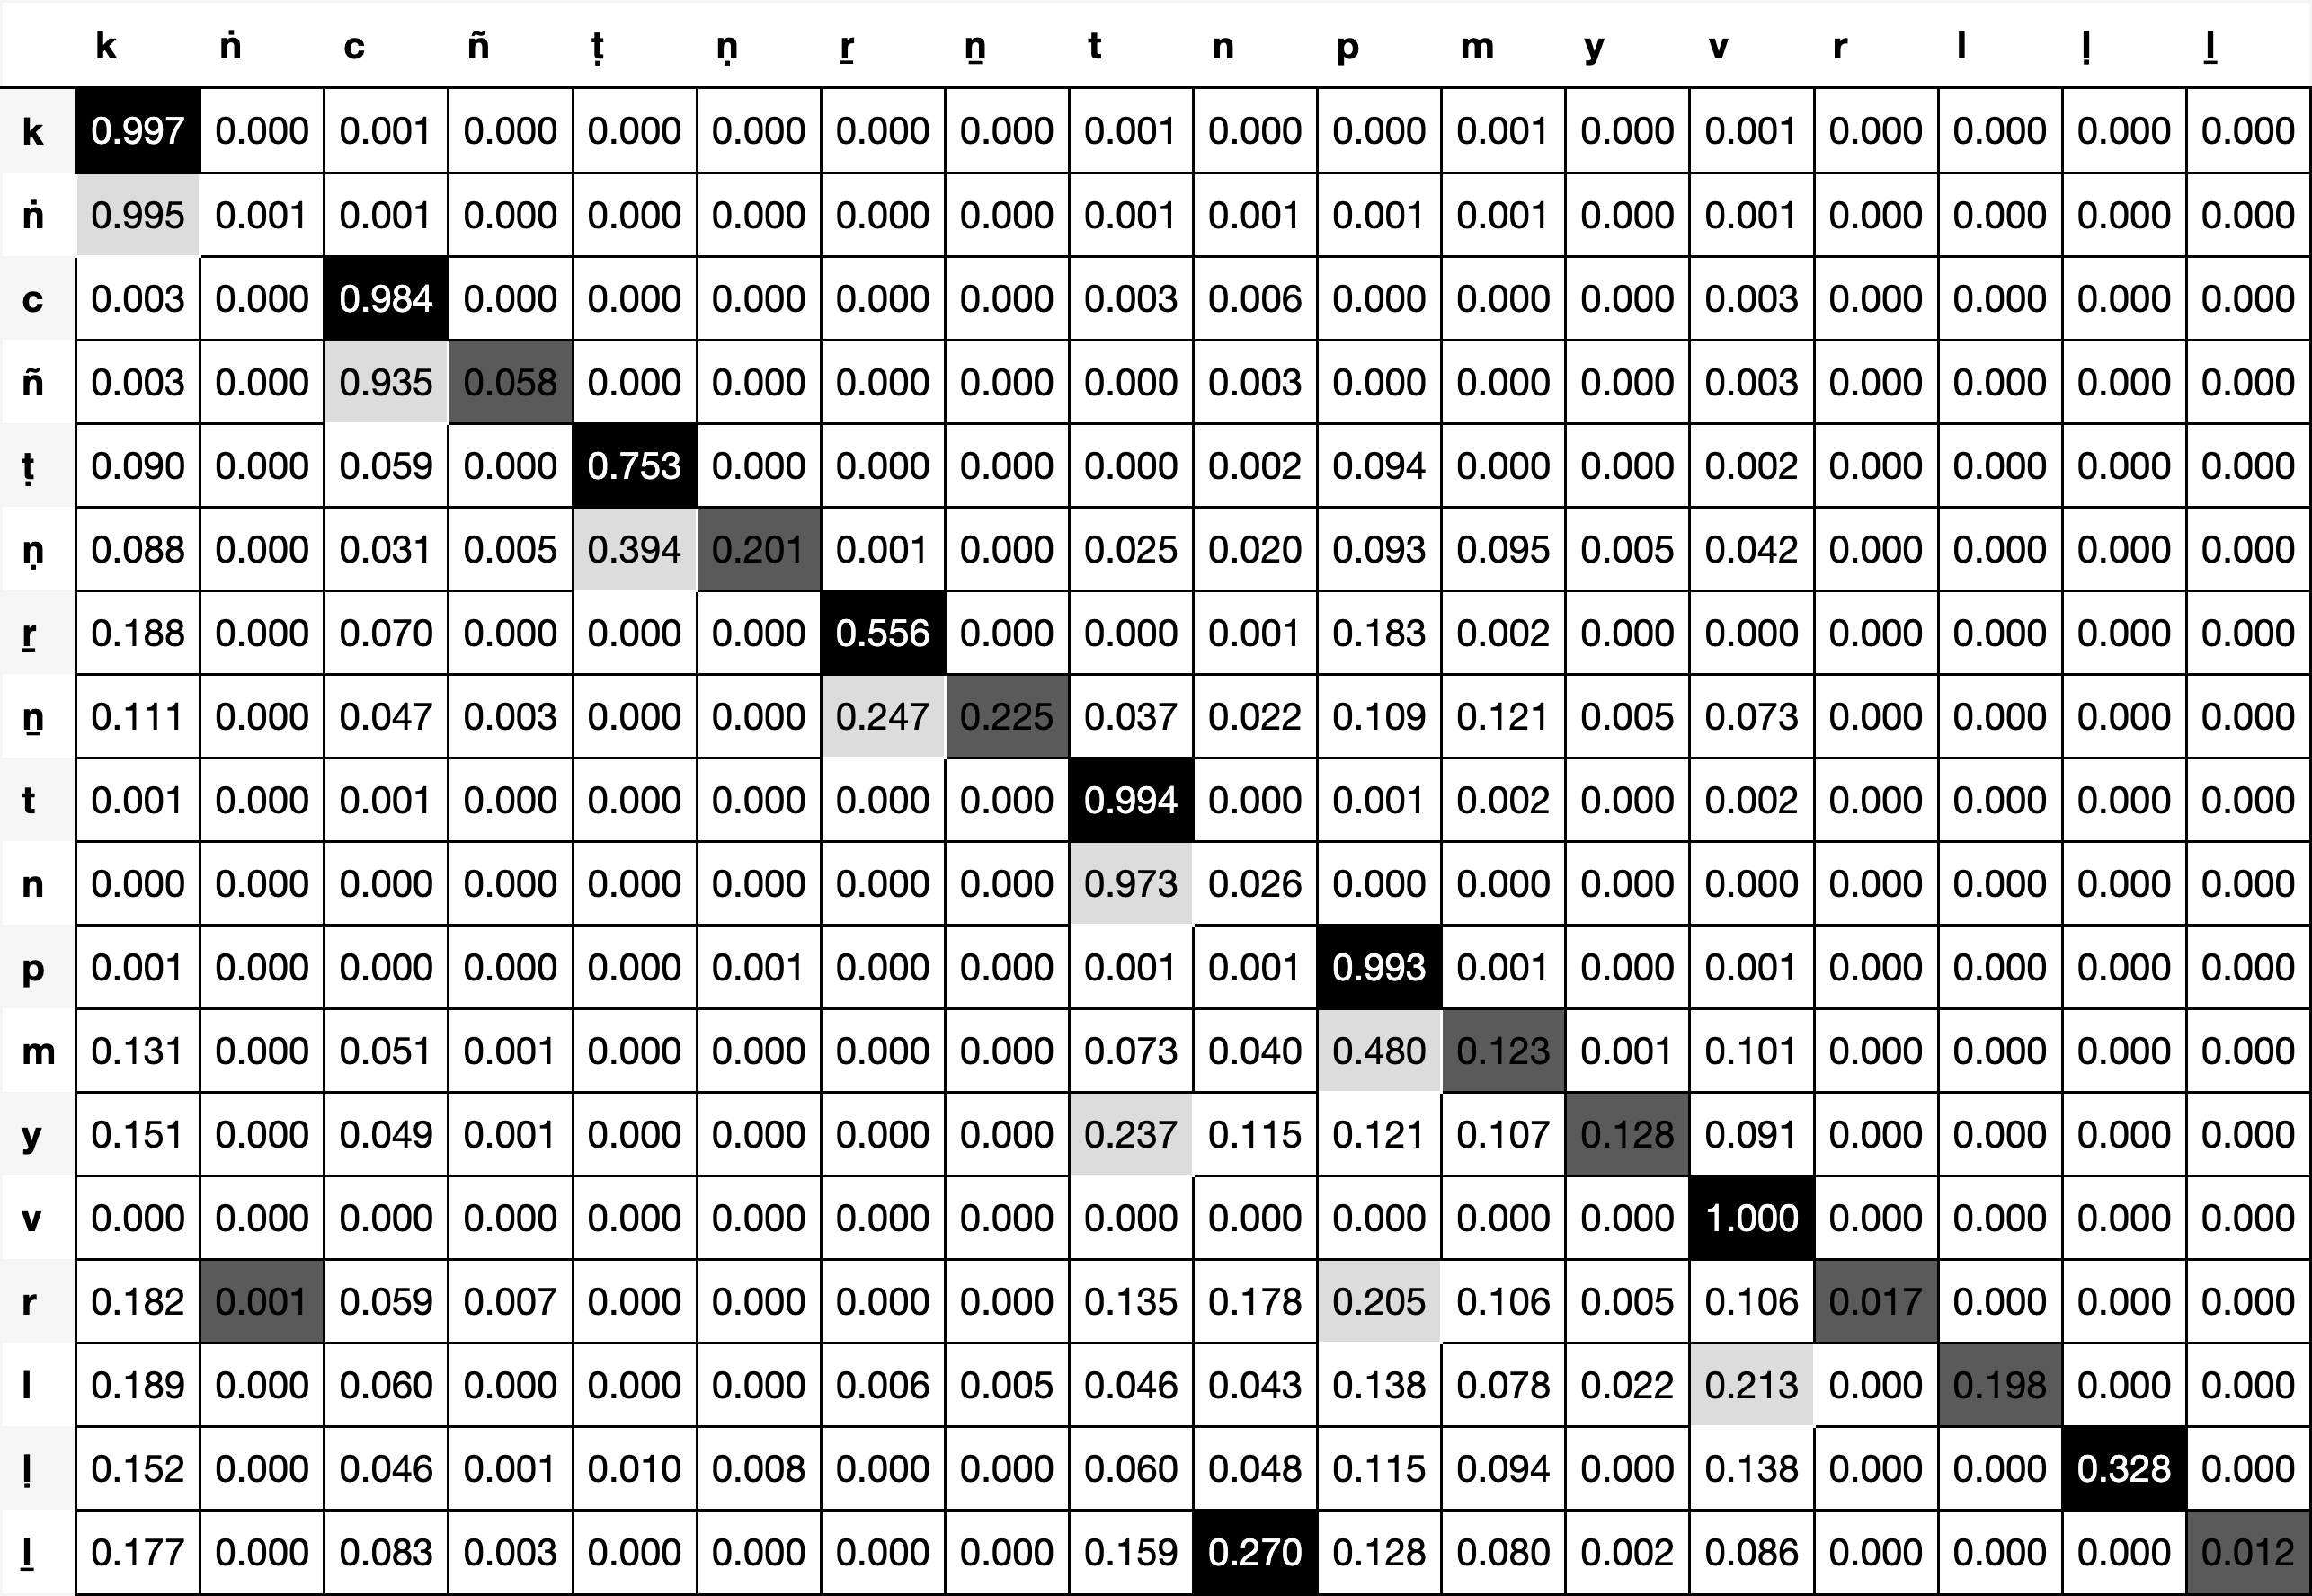 k ṅ c ñ ṭ ṇ ṟ ṉ t n p m y v r l ḷ ḻ
k 0.997 0.000 0.001 0.000 0.000 0.000 0.000 0.000 0.001 0.000 0.000 0.001 0.000 0.001 0.000 0.000 0.000 0.000
ṅ 0.995 0.001 0.001 0.000 0.000 0.000 0.000 0.000 0.001 0.001 0.001 0.001 0.000 0.001 0.000 0.000 0.000 0.000
c 0.003 0.000 0.984 0.000 0.000 0.000 0.000 0.000 0.003 0.006 0.000 0.000 0.000 0.003 0.000 0.000 0.000 0.000
ñ 0.003 0.000 0.935 0.058 0.000 0.000 0.000 0.000 0.003 0.000 0.000 0.000 0.000 0.003 0.000 0.000 0.000 0.000
ṭ 0.090 0.000 0.059 0.000 0.753 0.000 0.000 0.000 0.000 0.002 0.094 0.000 0.000 0.002 0.000 0.000 0.000 0.000
ṇ 0.088 0.000 0.031 0.005 0.394 0.201 0.001 0.000 0.025 0.020 0.093 0.095 0.005 0.042 0.000 0.000 0.000 0.000
ṟ 0.188 0.000 0.070 0.000 0.000 0.000 0.556 0.000 0.000 0.001 0.183 0.002 0.000 0.000 0.000 0.000 0.000 0.000
ṉ 0.111 0.000 0.047 0.003 0.000 0.000 0.247 0.225 0.037 0.022 0.109 0.121 0.005 0.073 0.000 0.000 0.000 0.000
t 0.001 0.000 0.001 0.000 0.000 0.000 0.000 0.000 0.994 0.000 0.001 0.002 0.000 0.002 0.000 0.000 0.000 0.000
n 0.000 0.000 0.000 0.000 0.000 0.000 0.000 0.000 0.973 0.026 0.000 0.000 0.000 0.000 0.000 0.000 0.000 0.000
p 0.001 0.000 0.000 0.000 0.000 0.001 0.000 0.000 0.001 0.001 0.993 0.001 0.000 0.001 0.000 0.000 0.000 0.000
m 0.131 0.000 0.051 0.001 0.000 0.000 0.000 0.000 0.073 0.040 0.480 0.123 0.001 0.101 0.000 0.000 0.000 0.000
y 0.151 0.000 0.049 0.001 0.000 0.000 0.000 0.000 0.237 0.115 0.121 0.107 0.128 0.091 0.000 0.000 0.000 0.000
v 0.000 0.000 0.000 0.000 0.000 0.000 0.000 0.000 0.000 0.000 0.000 0.000 0.000 1.000 0.000 0.000 0.000 0.000
r 0.182 0.001 0.059 0.007 0.000 0.000 0.000 0.000 0.135 0.178 0.205 0.106 0.005 0.106 0.017 0.000 0.000 0.000
l 0.189 0.000 0.060 0.000 0.000 0.000 0.006 0.005 0.046 0.043 0.138 0.078 0.022 0.213 0.000 0.198 0.000 0.000
ḷ 0.152 0.000 0.046 0.001 0.010 0.008 0.000 0.000 0.060 0.048 0.115 0.094 0.000 0.138 0.000 0.000 0.328 0.000
ḻ 0.177 0.000 0.083 0.003 0.000 0.000 0.000 0.000 0.159 0.270 0.128 0.080 0.002 0.086 0.000 0.000 0.000 0.012